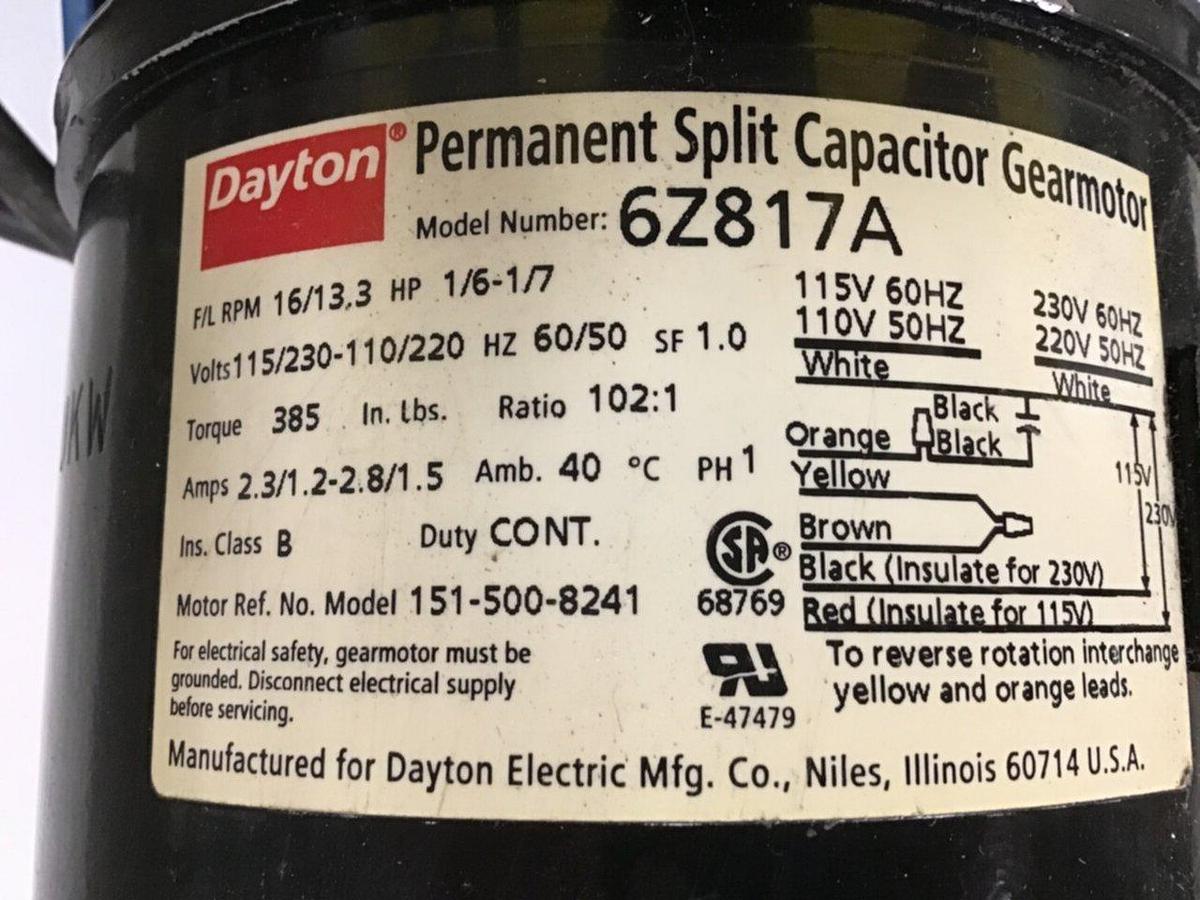 Dayton® Permanent Split Capacitor Gearmotor
Model Number: 6Z817A
F/L RPM 16/13.3 HP 1/6-1/7
Volts 115/230-110/220 HZ 60/50 SF 1.0
Torque 385 In. Lbs. Ratio 102:1
Amps 2.3/1.2-2.8/1.5 Amb. 40 °C PH 1
Ins. Class B Duty CONT.
Motor Ref. No. Model 151-500-8241
For electrical safety, gearmotor must be
grounded. Disconnect electrical supply
before servicing.
SA®
68769
E-47479
115V 60HZ
110V 50HZ
230V 60HZ
220V 50HZ
White
White
Black
Orange
Black
Yellow
115V
230V
Brown
Black (Insulate for 230V)
Red (Insulate for 115V)
To reverse rotation interchange
yellow and orange leads.
Manufactured for Dayton Electric Mfg. Co., Niles, Illinois 60714 U.S.A.